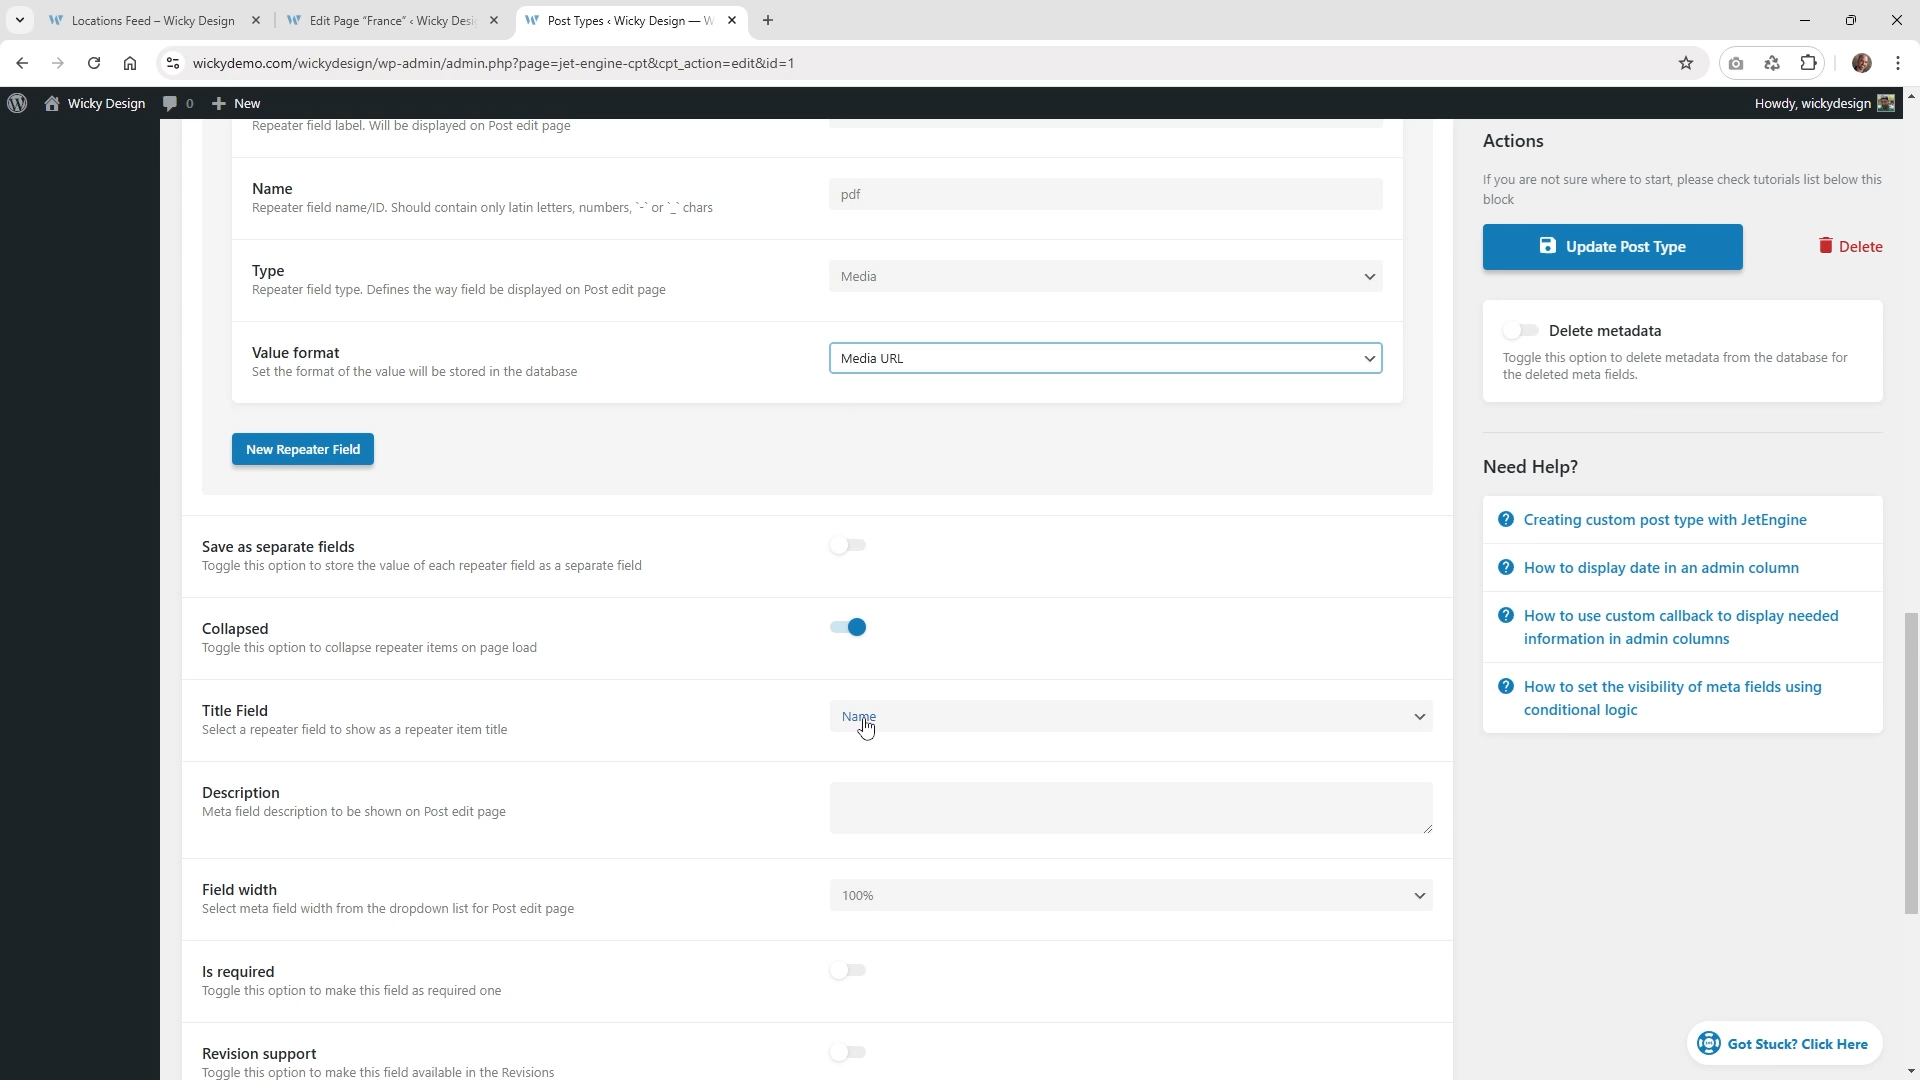 Locations Feed – Wicky Design
Edit Page “France” ‹ Wicky Desi
Post Types ‹ Wicky Design — W
wickydemo.com/wickydesign/wp-admin/admin.php?page=jet-engine-cpt&cpt_action=edit&id=1
Wicky Design
0
New
Howdy, wickydesign
Repeater field label. Will be displayed on Post edit page
Name
Repeater field name/ID. Should contain only latin letters, numbers, `-` or `_` chars
pdf
Type
Repeater field type. Defines the way field be displayed on Post edit page
Media
Value format
Set the format of the value will be stored in the database
Media URL
New Repeater Field
Save as separate fields
Toggle this option to store the value of each repeater field as a separate field
Collapsed
Toggle this option to collapse repeater items on page load
Title Field
Select a repeater field to show as a repeater item title
Name
Description
Meta field description to be shown on Post edit page
Field width
Select meta field width from the dropdown list for Post edit page
100%
Is required
Toggle this option to make this field as required one
Revision support
Toggle this option to make this field available in the Revisions
Actions
If you are not sure where to start, please check tutorials list below this
block
Update Post Type
Delete
Delete metadata
Toggle this option to delete metadata from the database for
the deleted meta fields.
Need Help?
Creating custom post type with JetEngine
How to display date in an admin column
How to use custom callback to display needed
information in admin columns
How to set the visibility of meta fields using
conditional logic
Got Stuck? Click Here